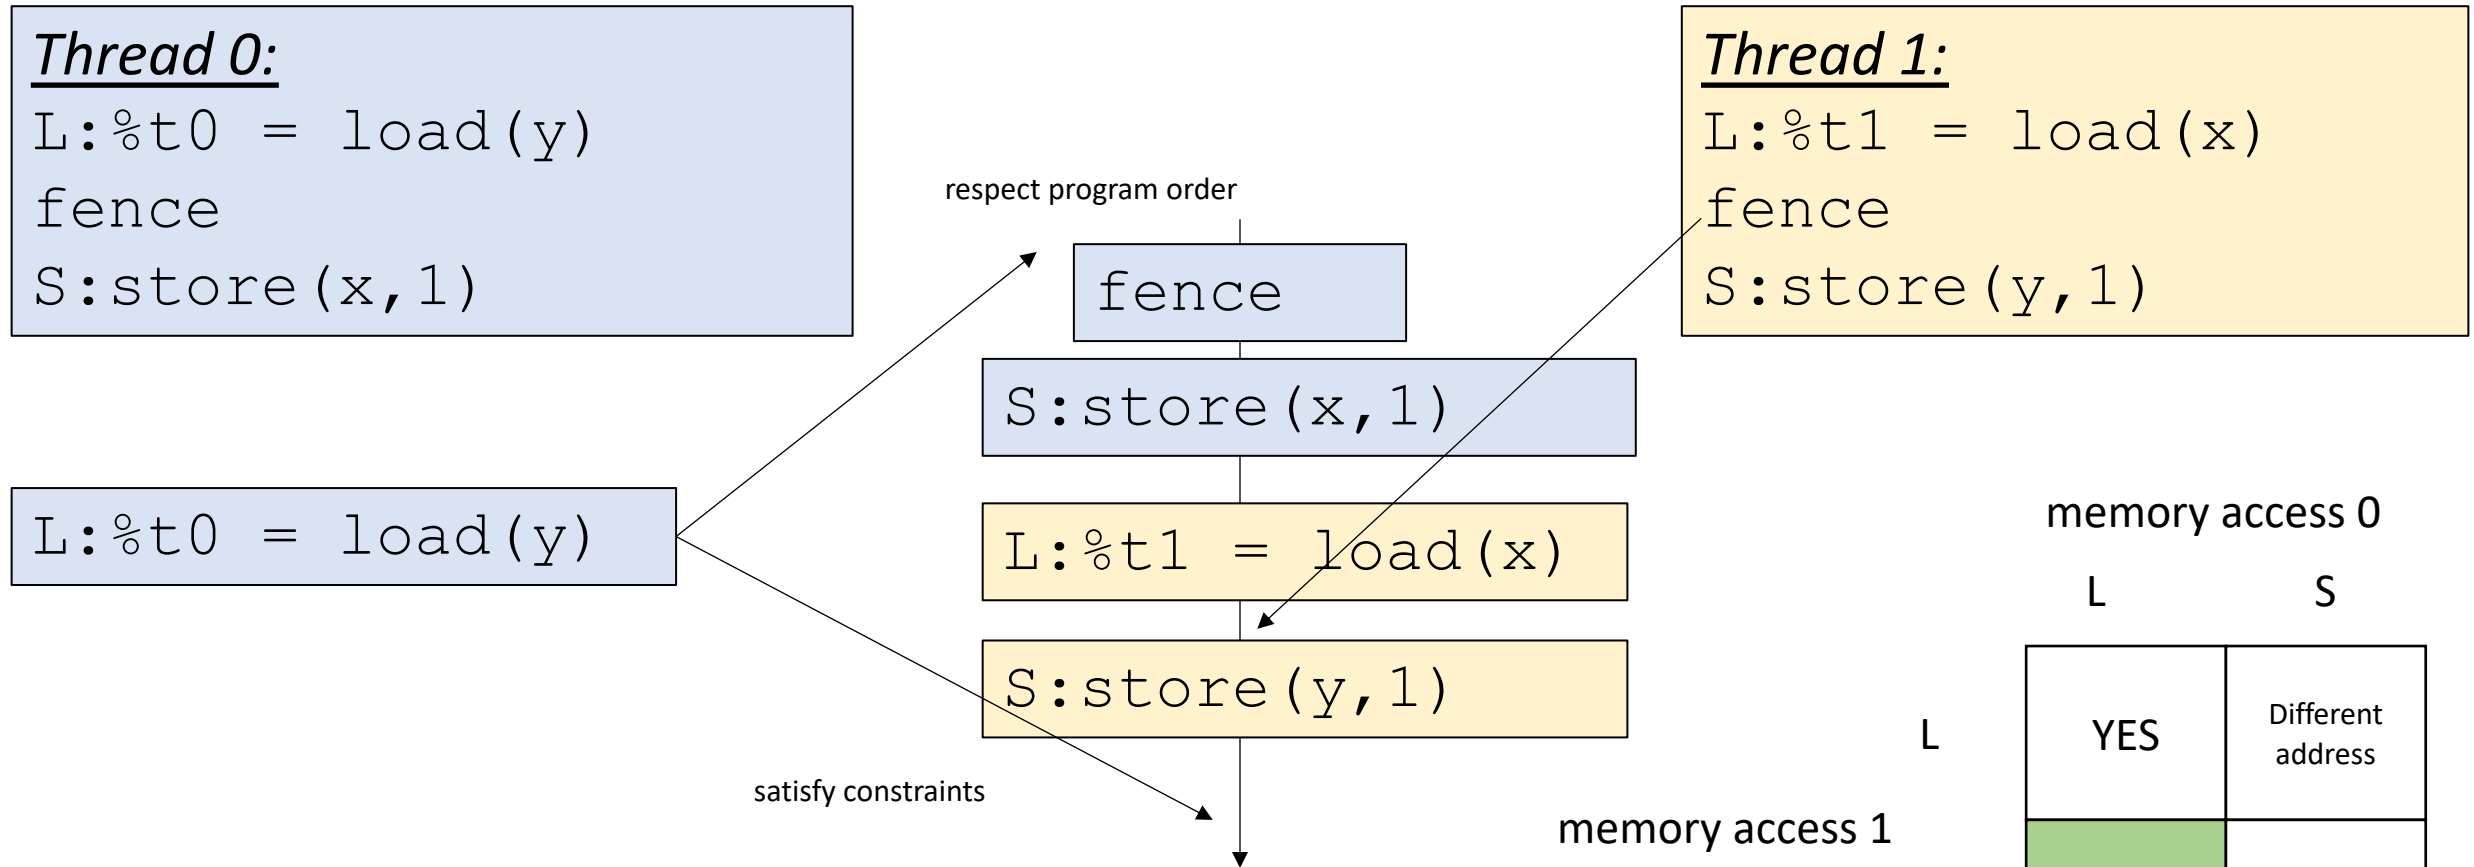 Thread 0:
L:%t0 = load(y)
fence
S:store(x,1)
Thread 1:
L:%t1 = load(x)
fence
S:store(y,1)
respect program order
fence
S:store(x,1)
L:%t0 = load(y)
L:%t1 = load(x)
S:store(y,1)
satisfy constraints
memory access 0
L S
L YES Different
address
memory access 1